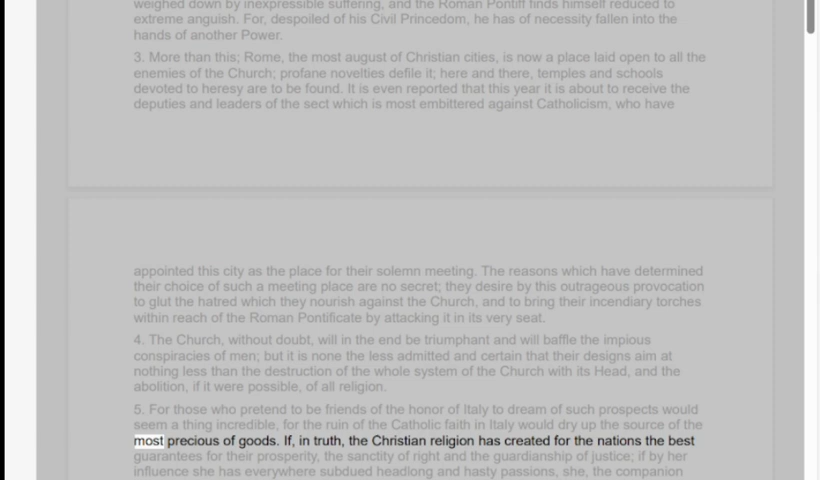 weighed down by inexpressible suffering, and the Roman Pontiff finds himself reduced to
extreme anguish. For, despoiled of his Civil Princedom, he has of necessity fallen into the
hands of another Power.
3. More than this; Rome, the most august of Christian cities, is now a place laid open to all the
enemies of the Church; profane novelties defile it; here and there, temples and schools
devoted to heresy are to be found. It is even reported that this year it is about to receive the
deputies and leaders of the sect which is most embittered against Catholicism, who have
appointed this city as the place for their solemn meeting. The reasons which have determined
their choice of such a meeting place are no secret; they desire by this outrageous provocation
to glut the hatred which they nourish against the Church, and to bring their incendiary torches
within reach of the Roman Pontificate by attacking it in its very seat.
4. The Church, without doubt, will in the end be triumphant and will baffle the impious
conspiracies of men; but it is none the less admitted and certain that their designs aim at
nothing less than the destruction of the whole system of the Church with its Head, and the
abolition, if it were possible, of all religion.
5. For those who pretend to be friends of the honor of Italy to dream of such prospects would
seem a thing incredible, for the ruin of the Catholic faith in Italy would dry up the source of the
most precious of goods. If, in truth, the Christian religion has created for the nations the best
guarantees for their prosperity, the sanctity of right and the guardianship of justice; if by her
influence she has everywhere subdued headlong and hasty passions, she, the companion